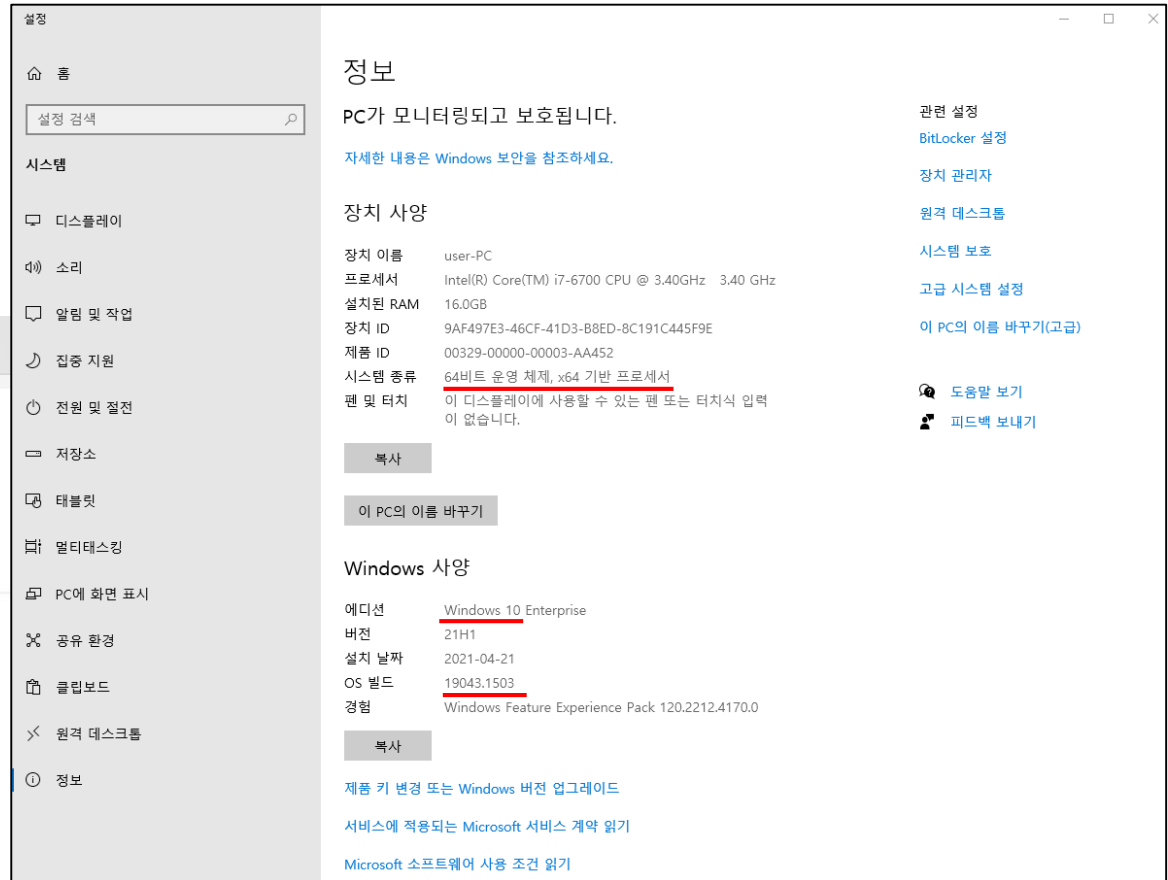 설정
홈
설정 검색
시스템
디스플레이
소리
알림 및 작업
집중 지원
전원 및 절전
저장소
태블릿
멀티태스킹
PC에 화면 표시
공유 환경
클립보드
원격 데스크톱
정보
정보
PC가 모니터링되고 보호됩니다.
자세한 내용은 Windows 보안을 참조하세요.
장치 사양
장치 이름 user-PC
프로세서 Intel(R) Core(TM) i7-6700 CPU @ 3.40GHz 3.40 GHz
설치된 RAM 16.0GB
장치 ID 9AF497E3-46CF-41D3-B8ED-8C191C445F9E
제품 ID 00329-00000-00003-AA452
시스템 종류 64비트 운영 체제, x64 기반 프로세서
펜 및 터치 이 디스플레이에 사용할 수 있는 펜 또는 터치식 입력
이 없습니다.
복사
이 PC의 이름 바꾸기
Windows 사양
에디션 Windows 10 Enterprise
버전 21H1
설치 날짜 2021-04-21
OS 빌드 19043.1503
경험 Windows Feature Experience Pack 120.2212.4170.0
복사
제품 키 변경 또는 Windows 버전 업그레이드
서비스에 적용되는 Microsoft 서비스 계약 읽기
Microsoft 소프트웨어 사용 조건 읽기
관련 설정
BitLocker 설정
장치 관리자
원격 데스크톱
시스템 보호
고급 시스템 설정
이 PC의 이름 바꾸기(고급)
도움말 보기
피드백 보내기